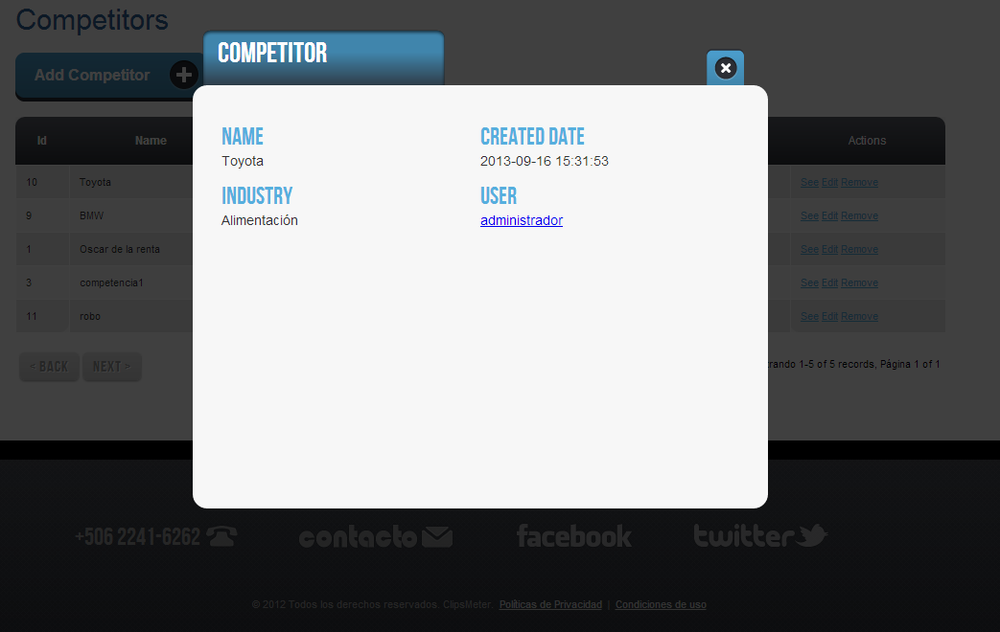 Competitors
COMPETITOR
Add Competitor
Id Name Actions
NAME CREATED DATE
Toyota 2013-09-16 15:31:53
INDUSTRY USER
Alimentación administrador
10 Toyota See Edit Remove
9 BMW See Edit Remove
1 Oscar de la renta See Edit Remove
3 competencia1 See Edit Remove
11 robo See Edit Remove
< BACK NEXT > 1-5 of 5 records, Página 1 of 1
+506 2241-6262 contacto facebook twitter
© 2012 Todos los derechos reservados. ClipsMeter. Políticas de Privacidad | Condiciones de uso